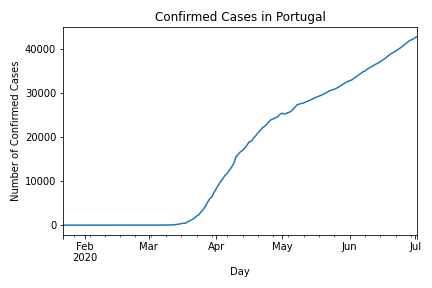 Confirmed Cases in Portugal
Number of Confirmed Cases
40000
30000
20000
10000
0
Feb Mar Apr May Jun Jul
2020
Day